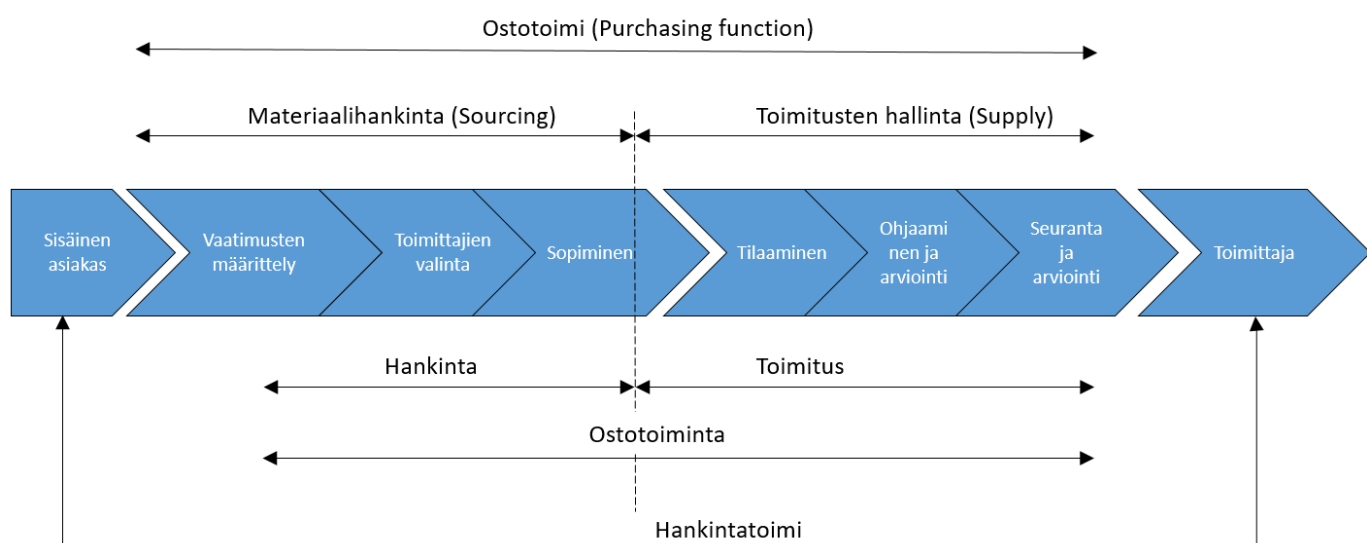 Ostotoimi (Purchasing function)
Materiaalihankinta (Sourcing)
Toimitusten hallinta (Supply)
Sisäinen
asiakas
Vaatimusten
määrittely
Toimittajien
valinta
Sopiminen
Tilaaminen
Ohjaami
nen ja
arviointi
Seuranta
ja
arviointi
Toimittaja
Hankinta
Toimitus
Ostotoiminta
Hankintatoimi